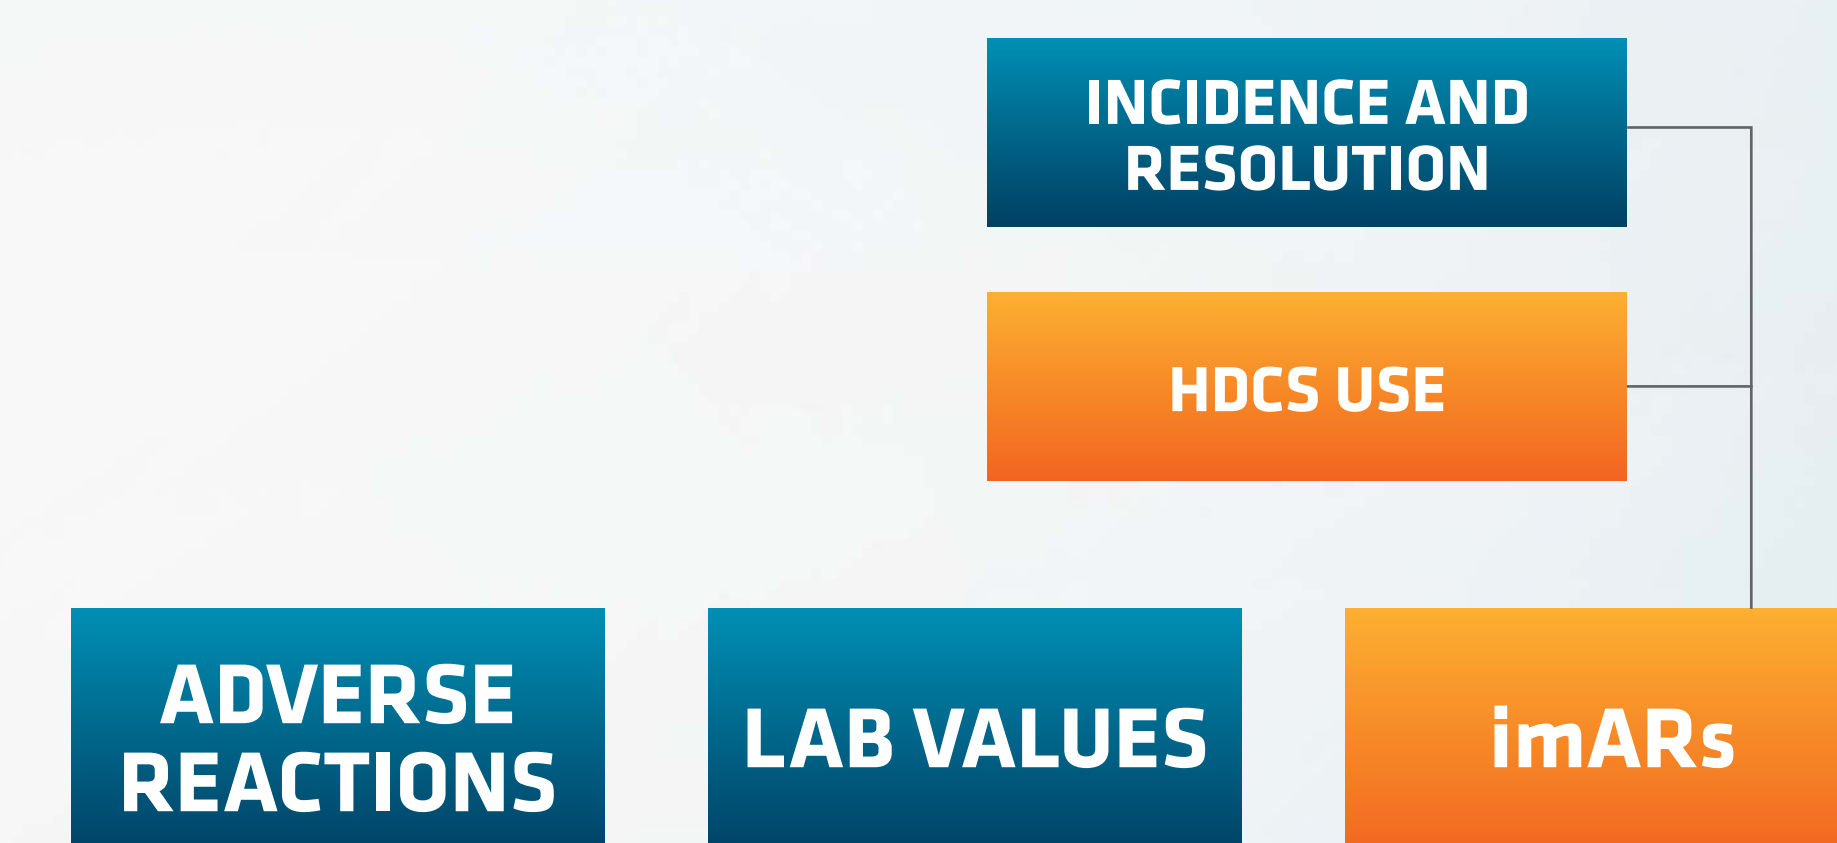 INCIDENCE AND
RESOLUTION
HDCS USE
ADVERSE
REACTIONS
LAB VALUES
imARs